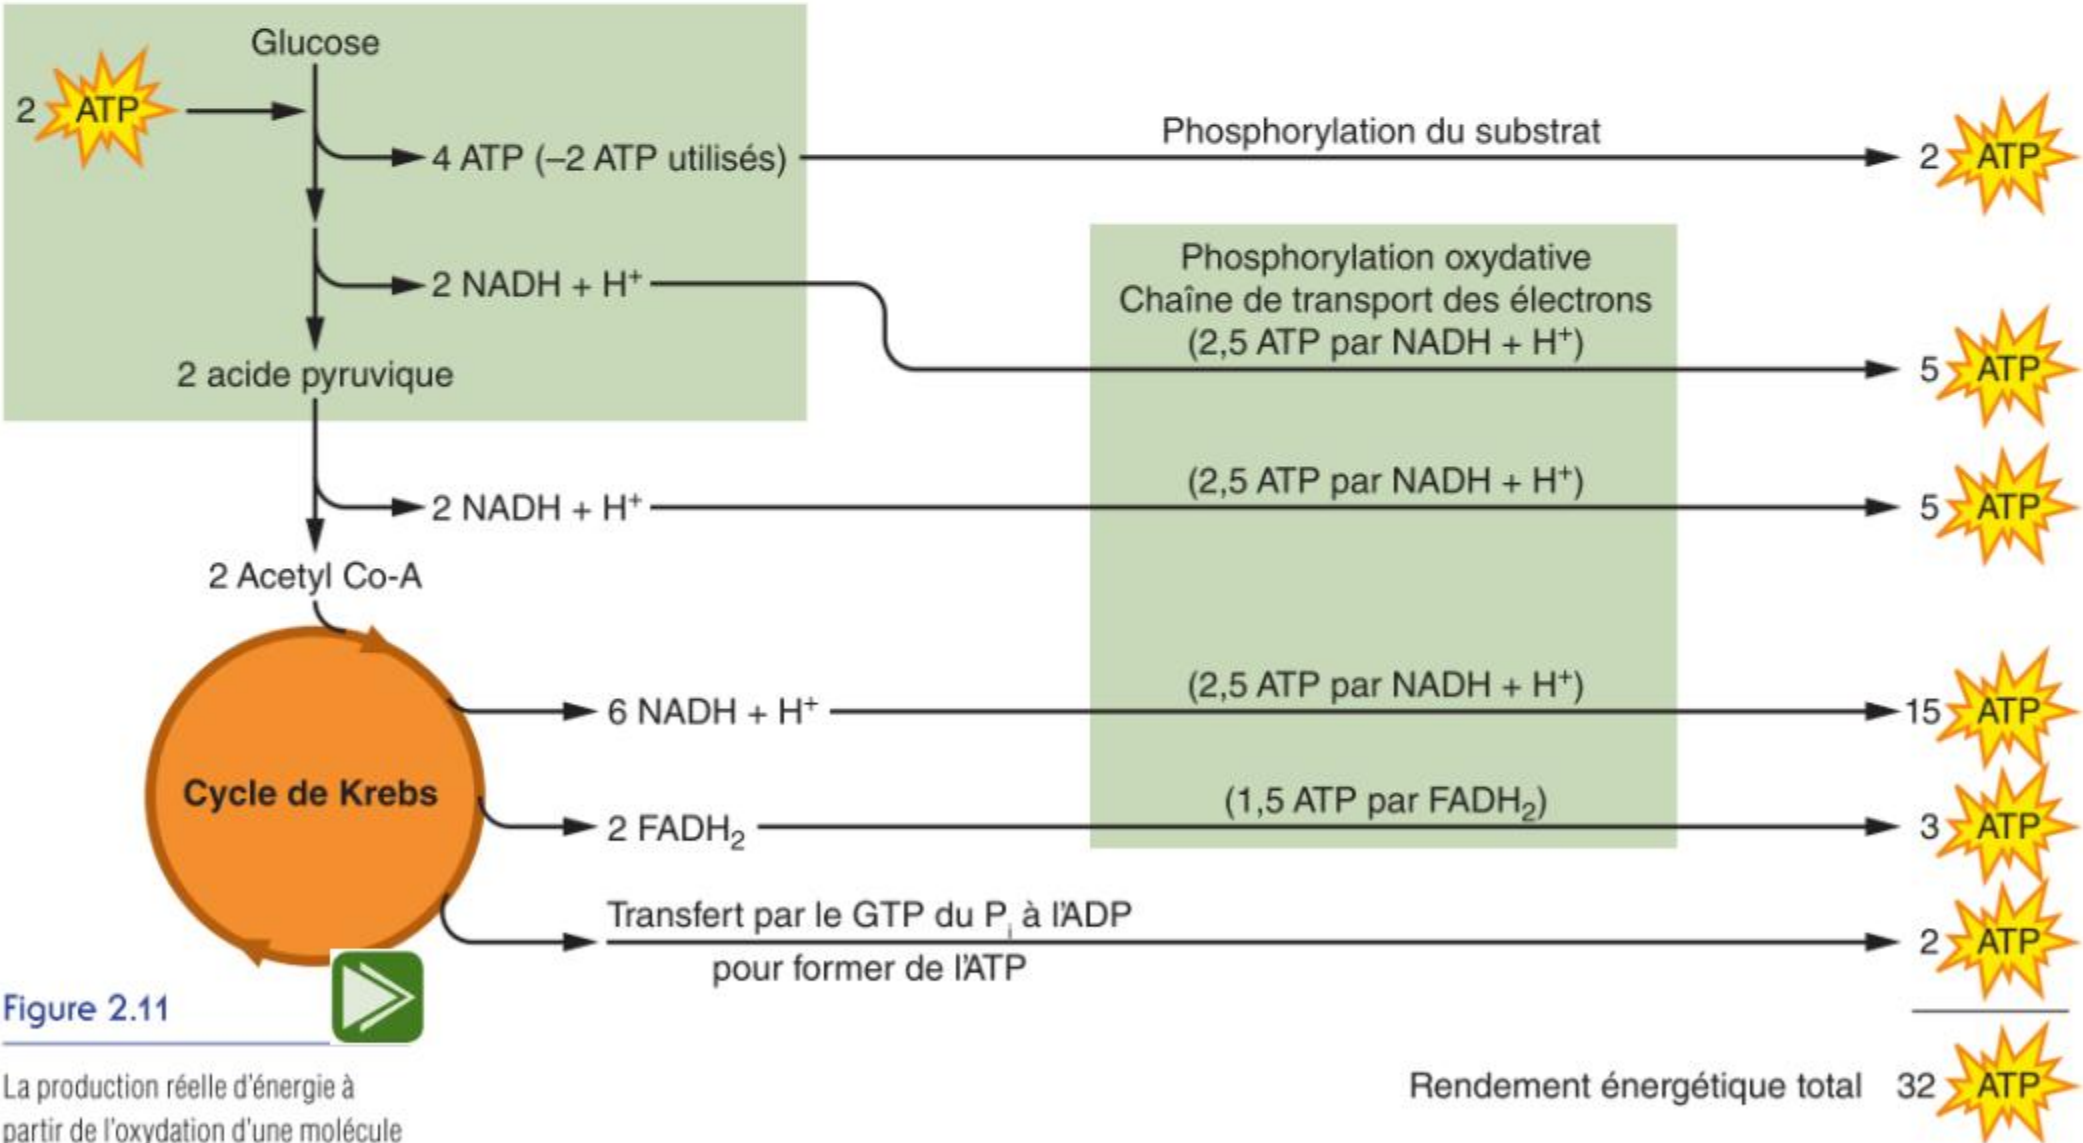 Glucose
2 ATP
4 ATP (–2 ATP utilisés)
Phosphorylation du substrat
2 ATP
Phosphorylation oxydative
Chaîne de transport des électrons
2 NADH + H⁺
(2,5 ATP par NADH + H⁺)
5 ATP
2 acide pyruvique
2 NADH + H⁺
(2,5 ATP par NADH + H⁺)
5 ATP
2 Acetyl Co-A
6 NADH + H⁺
(2,5 ATP par NADH + H⁺)
15 ATP
Cycle de Krebs
2 FADH₂
(1,5 ATP par FADH₂)
3 ATP
Transfert par le GTP du Pᵢ à l'ADP
pour former de l'ATP
2 ATP
Figure 2.11
La production réelle d'énergie à
partir de l'oxydation d'une molécule
Rendement énergétique total 32 ATP